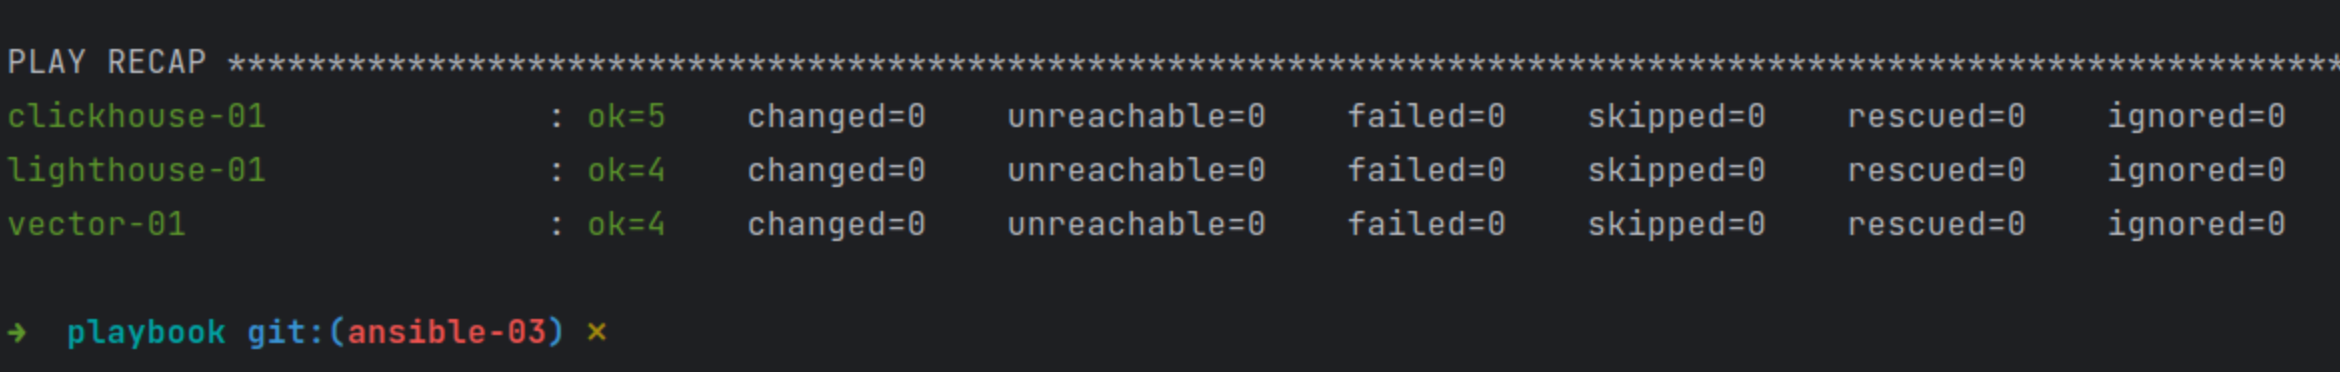 PLAY RECAP **********************************************************************************************************
clickhouse-01              : ok=5    changed=0    unreachable=0    failed=0    skipped=0    rescued=0    ignored=0
lighthouse-01              : ok=4    changed=0    unreachable=0    failed=0    skipped=0    rescued=0    ignored=0
vector-01                  : ok=4    changed=0    unreachable=0    failed=0    skipped=0    rescued=0    ignored=0
➜  playbook git:(ansible-03) ✗